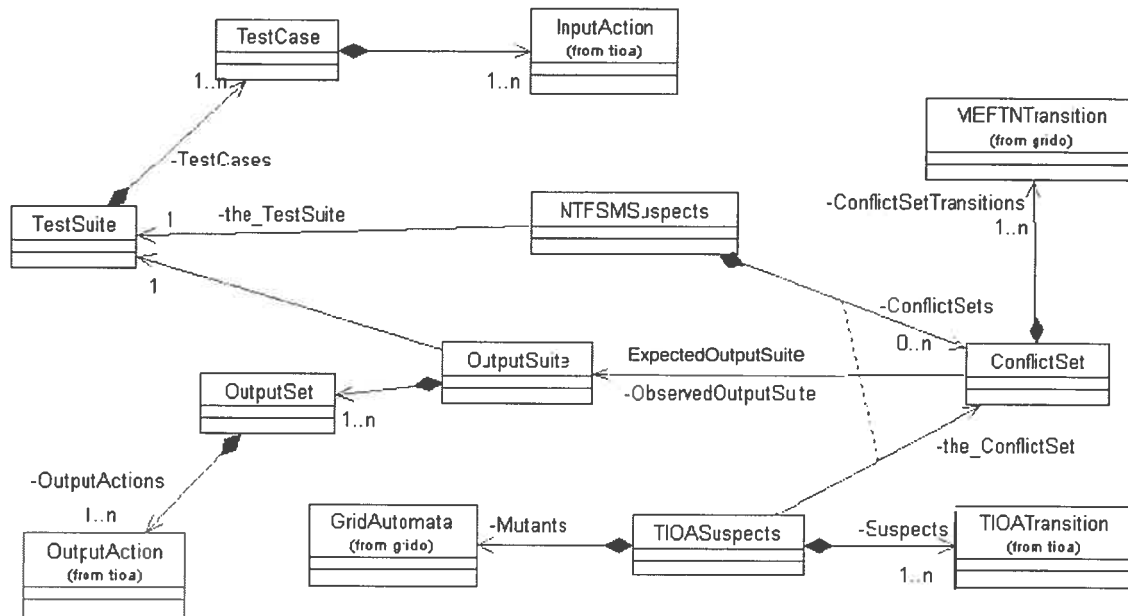 TestCase
InputAction
(from tioa)
1..n
1..n
MEFTNTransition
(from grido)
-TestCases
-ConflictSetTransitions
1..n
TestSuite
1
-the_TestSuite
NTFSMSuspects
1
-ConflictSets
0..n
OutputSuite
ExpectedOutputSuite
-ObservedOutputSuite
ConflictSet
OutputSet
1..n
-the_ConflictSet
-OutputActions
1..n
GridAutomata
(from grido)
-Mutants
TIOASuspects
-Suspects
1..n
TIOATransition
(from tioa)
OutputAction
(from tioa)